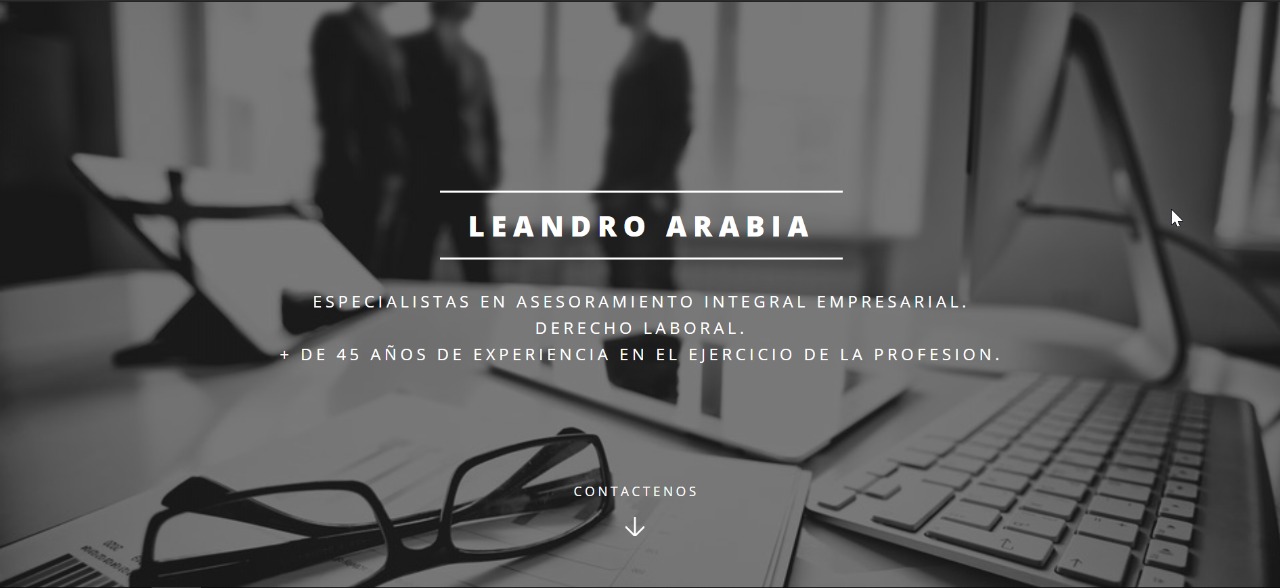 LEANDRO ARABIA
ESPECIALISTAS EN ASESORAMIENTO INTEGRAL EMPRESARIAL.
DERECHO LABORAL.
+ DE 45 AÑOS DE EXPERIENCIA EN EL EJERCICIO DE LA PROFESION.
CONTACTENOS